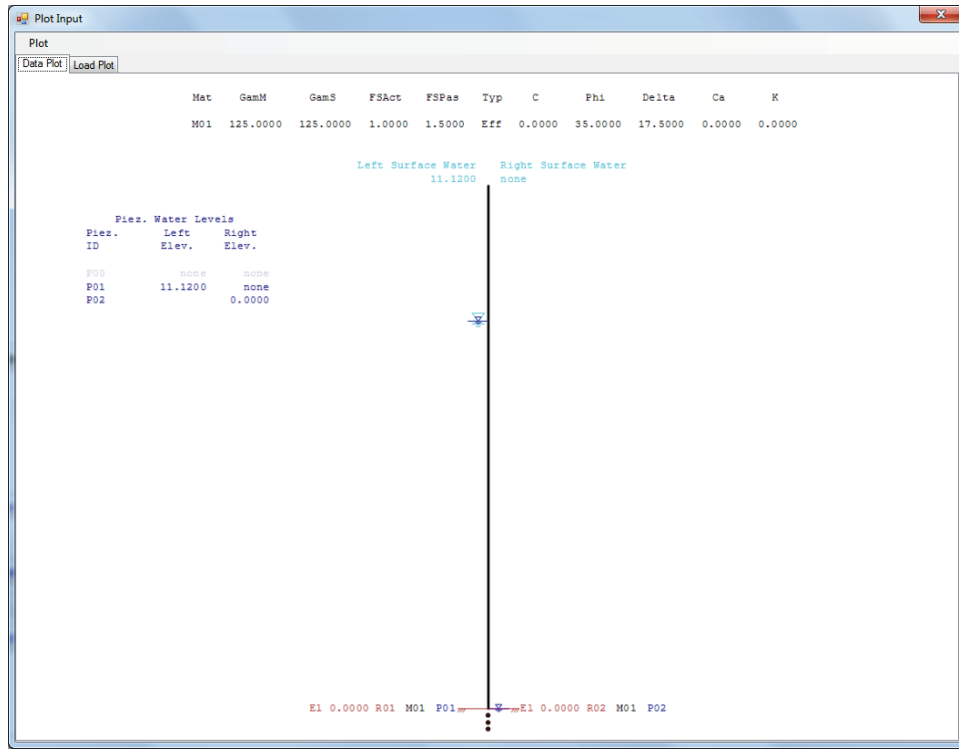 Plot Input
Plot
Data Plot Load Plot
Mat GamM GamS FSAct FSPas Typ C Phi Delta Ca K
M01 125.0000 125.0000 1.0000 1.5000 Eff 0.0000 35.0000 17.5000 0.0000 0.0000
Left Surface Water Right Surface Water
11.1200 none
Piez. Water Levels
Piez. Left Right
ID Elev. Elev.
P00 none none
P01 11.1200 none
P02 0.0000
El 0.0000 R01 M01 P01 El 0.0000 R02 M01 P02